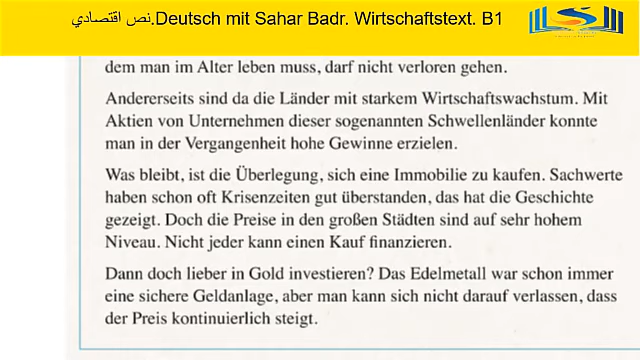 نص اقتصادي.Deutsch mit Sahar Badr. Wirtschaftstext. B1
dem man im Alter leben muss, darf nicht verloren gehen.
Andererseits sind da die Länder mit starkem Wirtschaftswachstum. Mit
Aktien von Unternehmen dieser sogenannten Schwellenländer konnte
man in der Vergangenheit hohe Gewinne erzielen.
Was bleibt, ist die Überlegung, sich eine Immobilie zu kaufen. Sachwerte
haben schon oft Krisenzeiten gut überstanden, das hat die Geschichte
gezeigt. Doch die Preise in den großen Städten sind auf sehr hohem
Niveau. Nicht jeder kann einen Kauf finanzieren.
Dann doch lieber in Gold investieren? Das Edelmetall war schon immer
eine sichere Geldanlage, aber man kann sich nicht darauf verlassen, dass
der Preis kontinuierlich steigt.